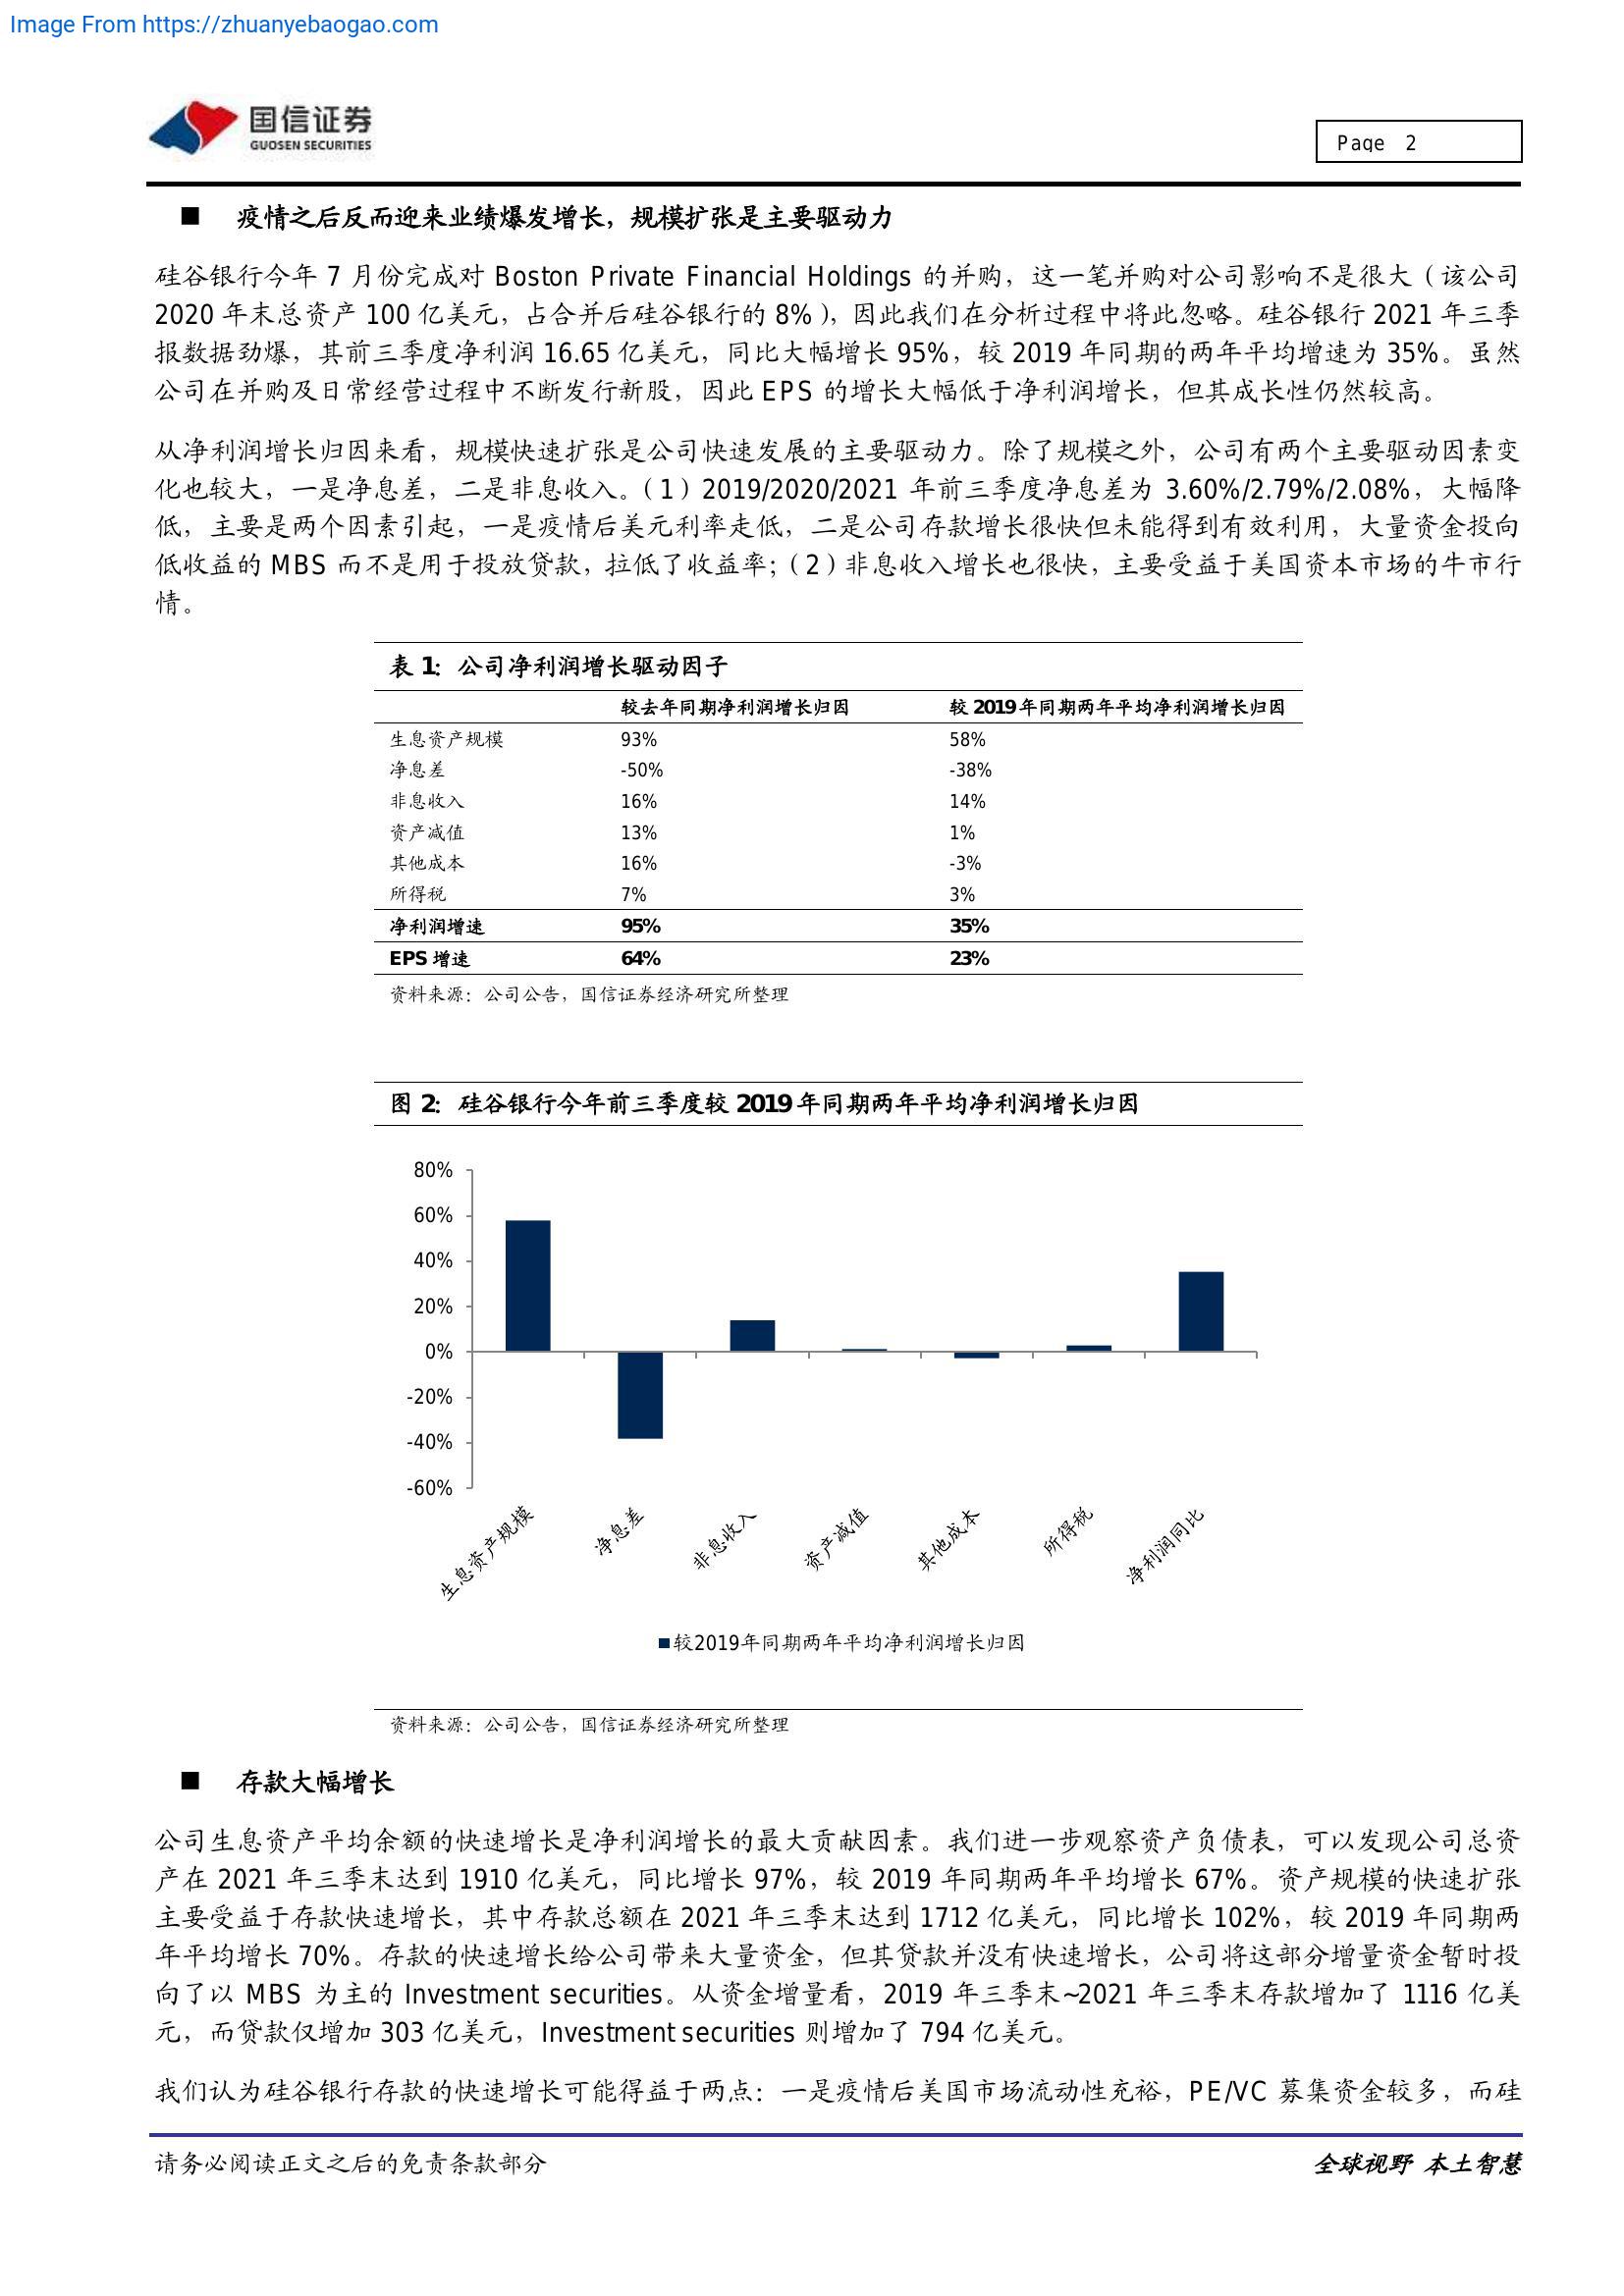 Image From https://zhuanyebaogao.com
国信证券
GUOSEN SECURITIES
Page 2
■ 疫情之后反而迎来业绩爆发增长，规模扩张是主要驱动力
硅谷银行今年 7 月份完成对 Boston Private Financial Holdings 的并购，这一笔并购对公司影响不是很大（该公司
2020 年末总资产 100 亿美元，占合并后硅谷银行的 8%），因此我们在分析过程中将此忽略。硅谷银行 2021 年三季
报数据劲爆，其前三季度净利润 16.65 亿美元，同比大幅增长 95%，较 2019 年同期的两年平均增速为 35%。虽然
公司在并购及日常经营过程中不断发行新股，因此 EPS 的增长大幅低于净利润增长，但其成长性仍然较高。
从净利润增长归因来看，规模快速扩张是公司快速发展的主要驱动力。除了规模之外，公司有两个主要驱动因素变
化也较大，一是净息差，二是非息收入。（1）2019/2020/2021 年前三季度净息差为 3.60%/2.79%/2.08%，大幅降
低，主要是两个因素引起，一是疫情后美元利率走低，二是公司存款增长很快但未能得到有效利用，大量资金投向
低收益的 MBS 而不是用于投放贷款，拉低了收益率；（2）非息收入增长也很快，主要受益于美国资本市场的牛市行
情。
表 1：公司净利润增长驱动因子
较去年同期净利润增长归因 较 2019 年同期两年平均净利润增长归因
生息资产规模 93% 58%
净息差 -50% -38%
非息收入 16% 14%
资产减值 13% 1%
其他成本 16% -3%
所得税 7% 3%
净利润增速 95% 35%
EPS 增速 64% 23%
资料来源：公司公告，国信证券经济研究所整理
图 2：硅谷银行今年前三季度较 2019 年同期两年平均净利润增长归因
80%
60%
40%
20%
0%
-20%
-40%
-60%
生息资产规模 净息差 非息收入 资产减值 其他成本 所得税 净利润同比
■较2019年同期两年平均净利润增长归因
资料来源：公司公告，国信证券经济研究所整理
■ 存款大幅增长
公司生息资产平均余额的快速增长是净利润增长的最大贡献因素。我们进一步观察资产负债表，可以发现公司总资
产在 2021 年三季末达到 1910 亿美元，同比增长 97%，较 2019 年同期两年平均增长 67%。资产规模的快速扩张
主要受益于存款快速增长，其中存款总额在 2021 年三季末达到 1712 亿美元，同比增长 102%，较 2019 年同期两
年平均增长 70%。存款的快速增长给公司带来大量资金，但其贷款并没有快速增长，公司将这部分增量资金暂时投
向了以 MBS 为主的 Investment securities。从资金增量看，2019 年三季末~2021 年三季末存款增加了 1116 亿美
元，而贷款仅增加 303 亿美元，Investment securities 则增加了 794 亿美元。
我们认为硅谷银行存款的快速增长可能得益于两点：一是疫情后美国市场流动性充裕，PE/VC 募集资金较多，而硅
请务必阅读正文之后的免责条款部分
全球视野 本土智慧